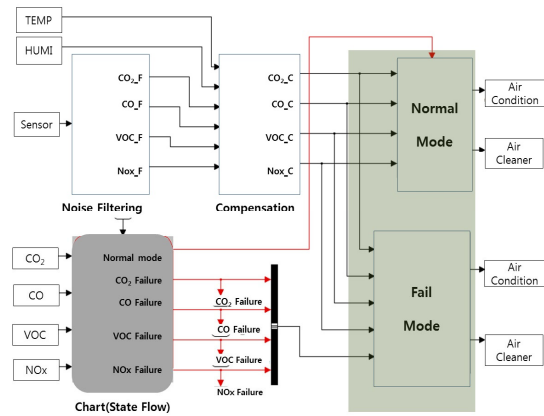 TEMP
HUMI
Sensor
CO2_F
CO_F
VOC_F
Nox_F
Noise Filtering
CO2_C
CO_C
VOC_C
Nox_C
Compensation
Normal
Mode
Air
Condition
Air
Cleaner
CO2
CO
VOC
NOx
Normal mode
CO2 Failure
CO Failure
VOC Failure
NOx Failure
Chart(State Flow)
CO2 Failure
CO Failure
VOC Failure
NOx Failure
Fail
Mode
Air
Condition
Air
Cleaner